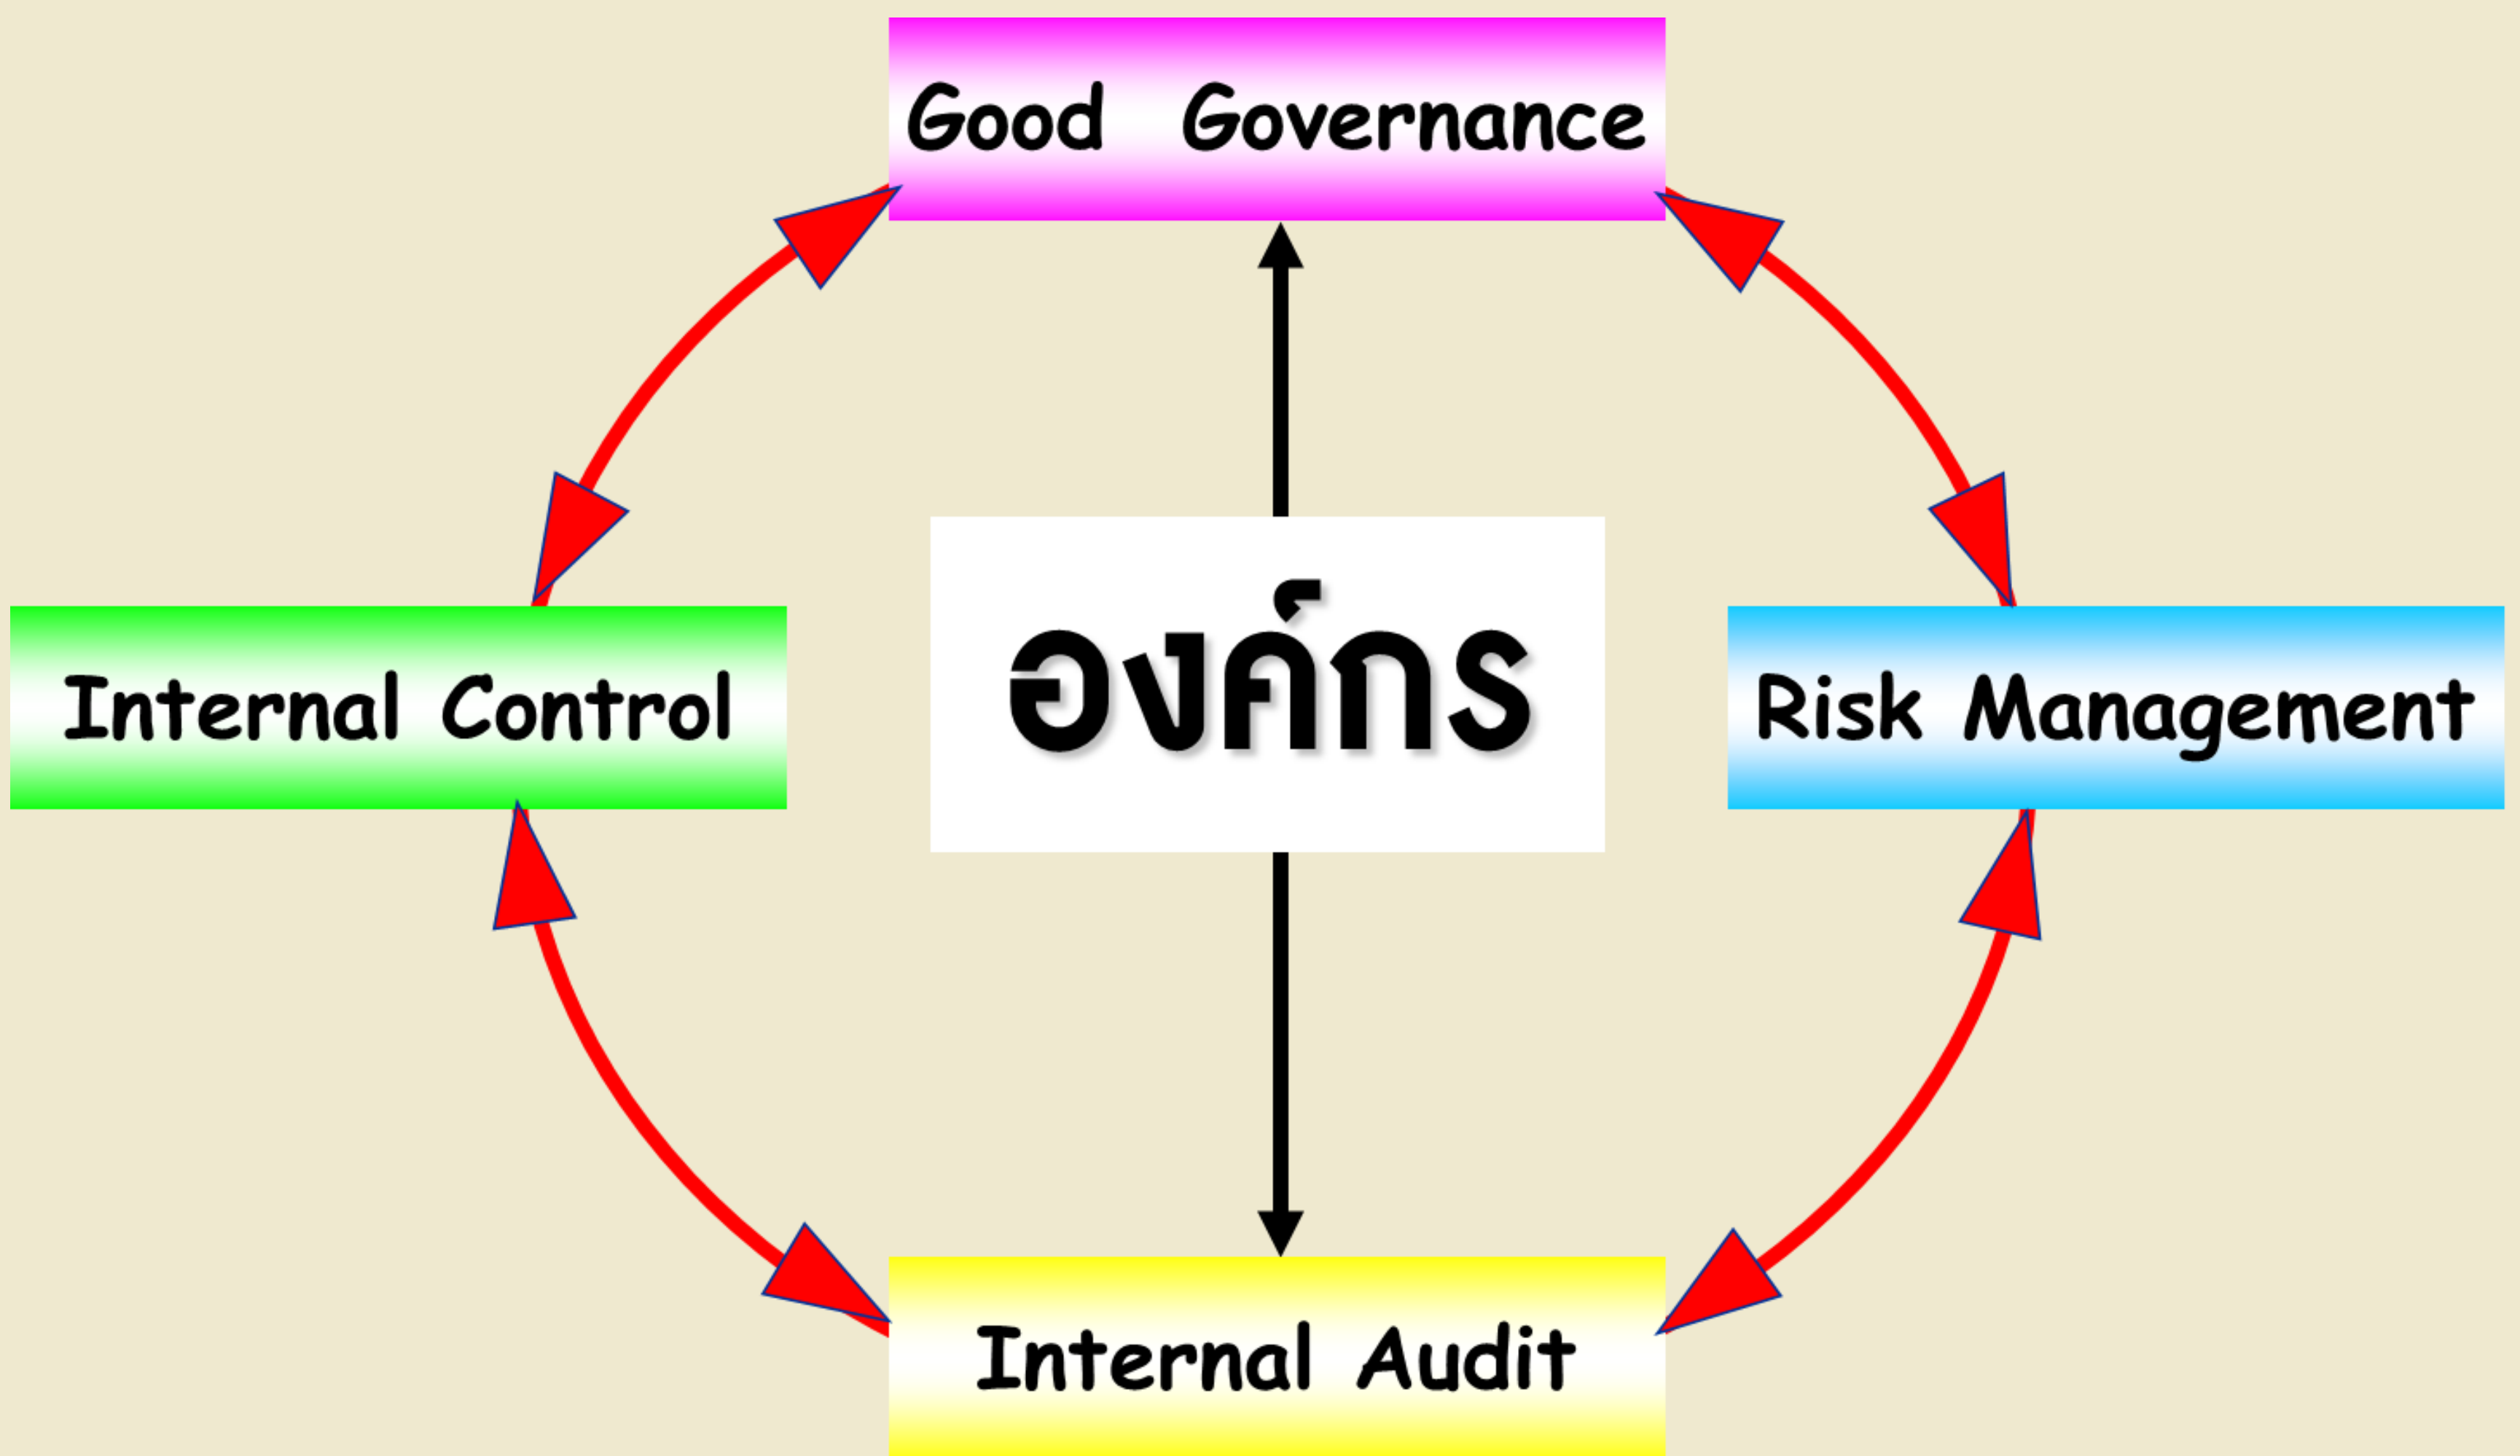 Good Governance
Internal Control
องค์กร
Risk Management
Internal Audit